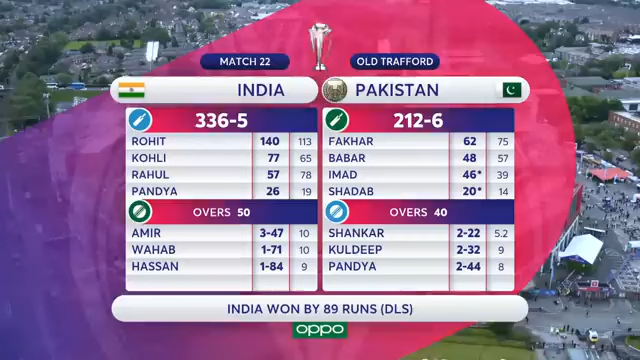 MATCH 22 OLD TRAFFORD
INDIA PAKISTAN
336-5 212-6
ROHIT 140 113 FAKHAR 62 75
KOHLI 77 65 BABAR 48 57
RAHUL 57 78 IMAD 46* 39
PANDYA 26 19 SHADAB 20* 14
OVERS 50 OVERS 40
AMIR 3-47 10 SHANKAR 2-22 5.2
WAHAB 1-71 10 KULDEEP 2-32 9
HASSAN 1-84 9 PANDYA 2-44 8
INDIA WON BY 89 RUNS (DLS)
oppo